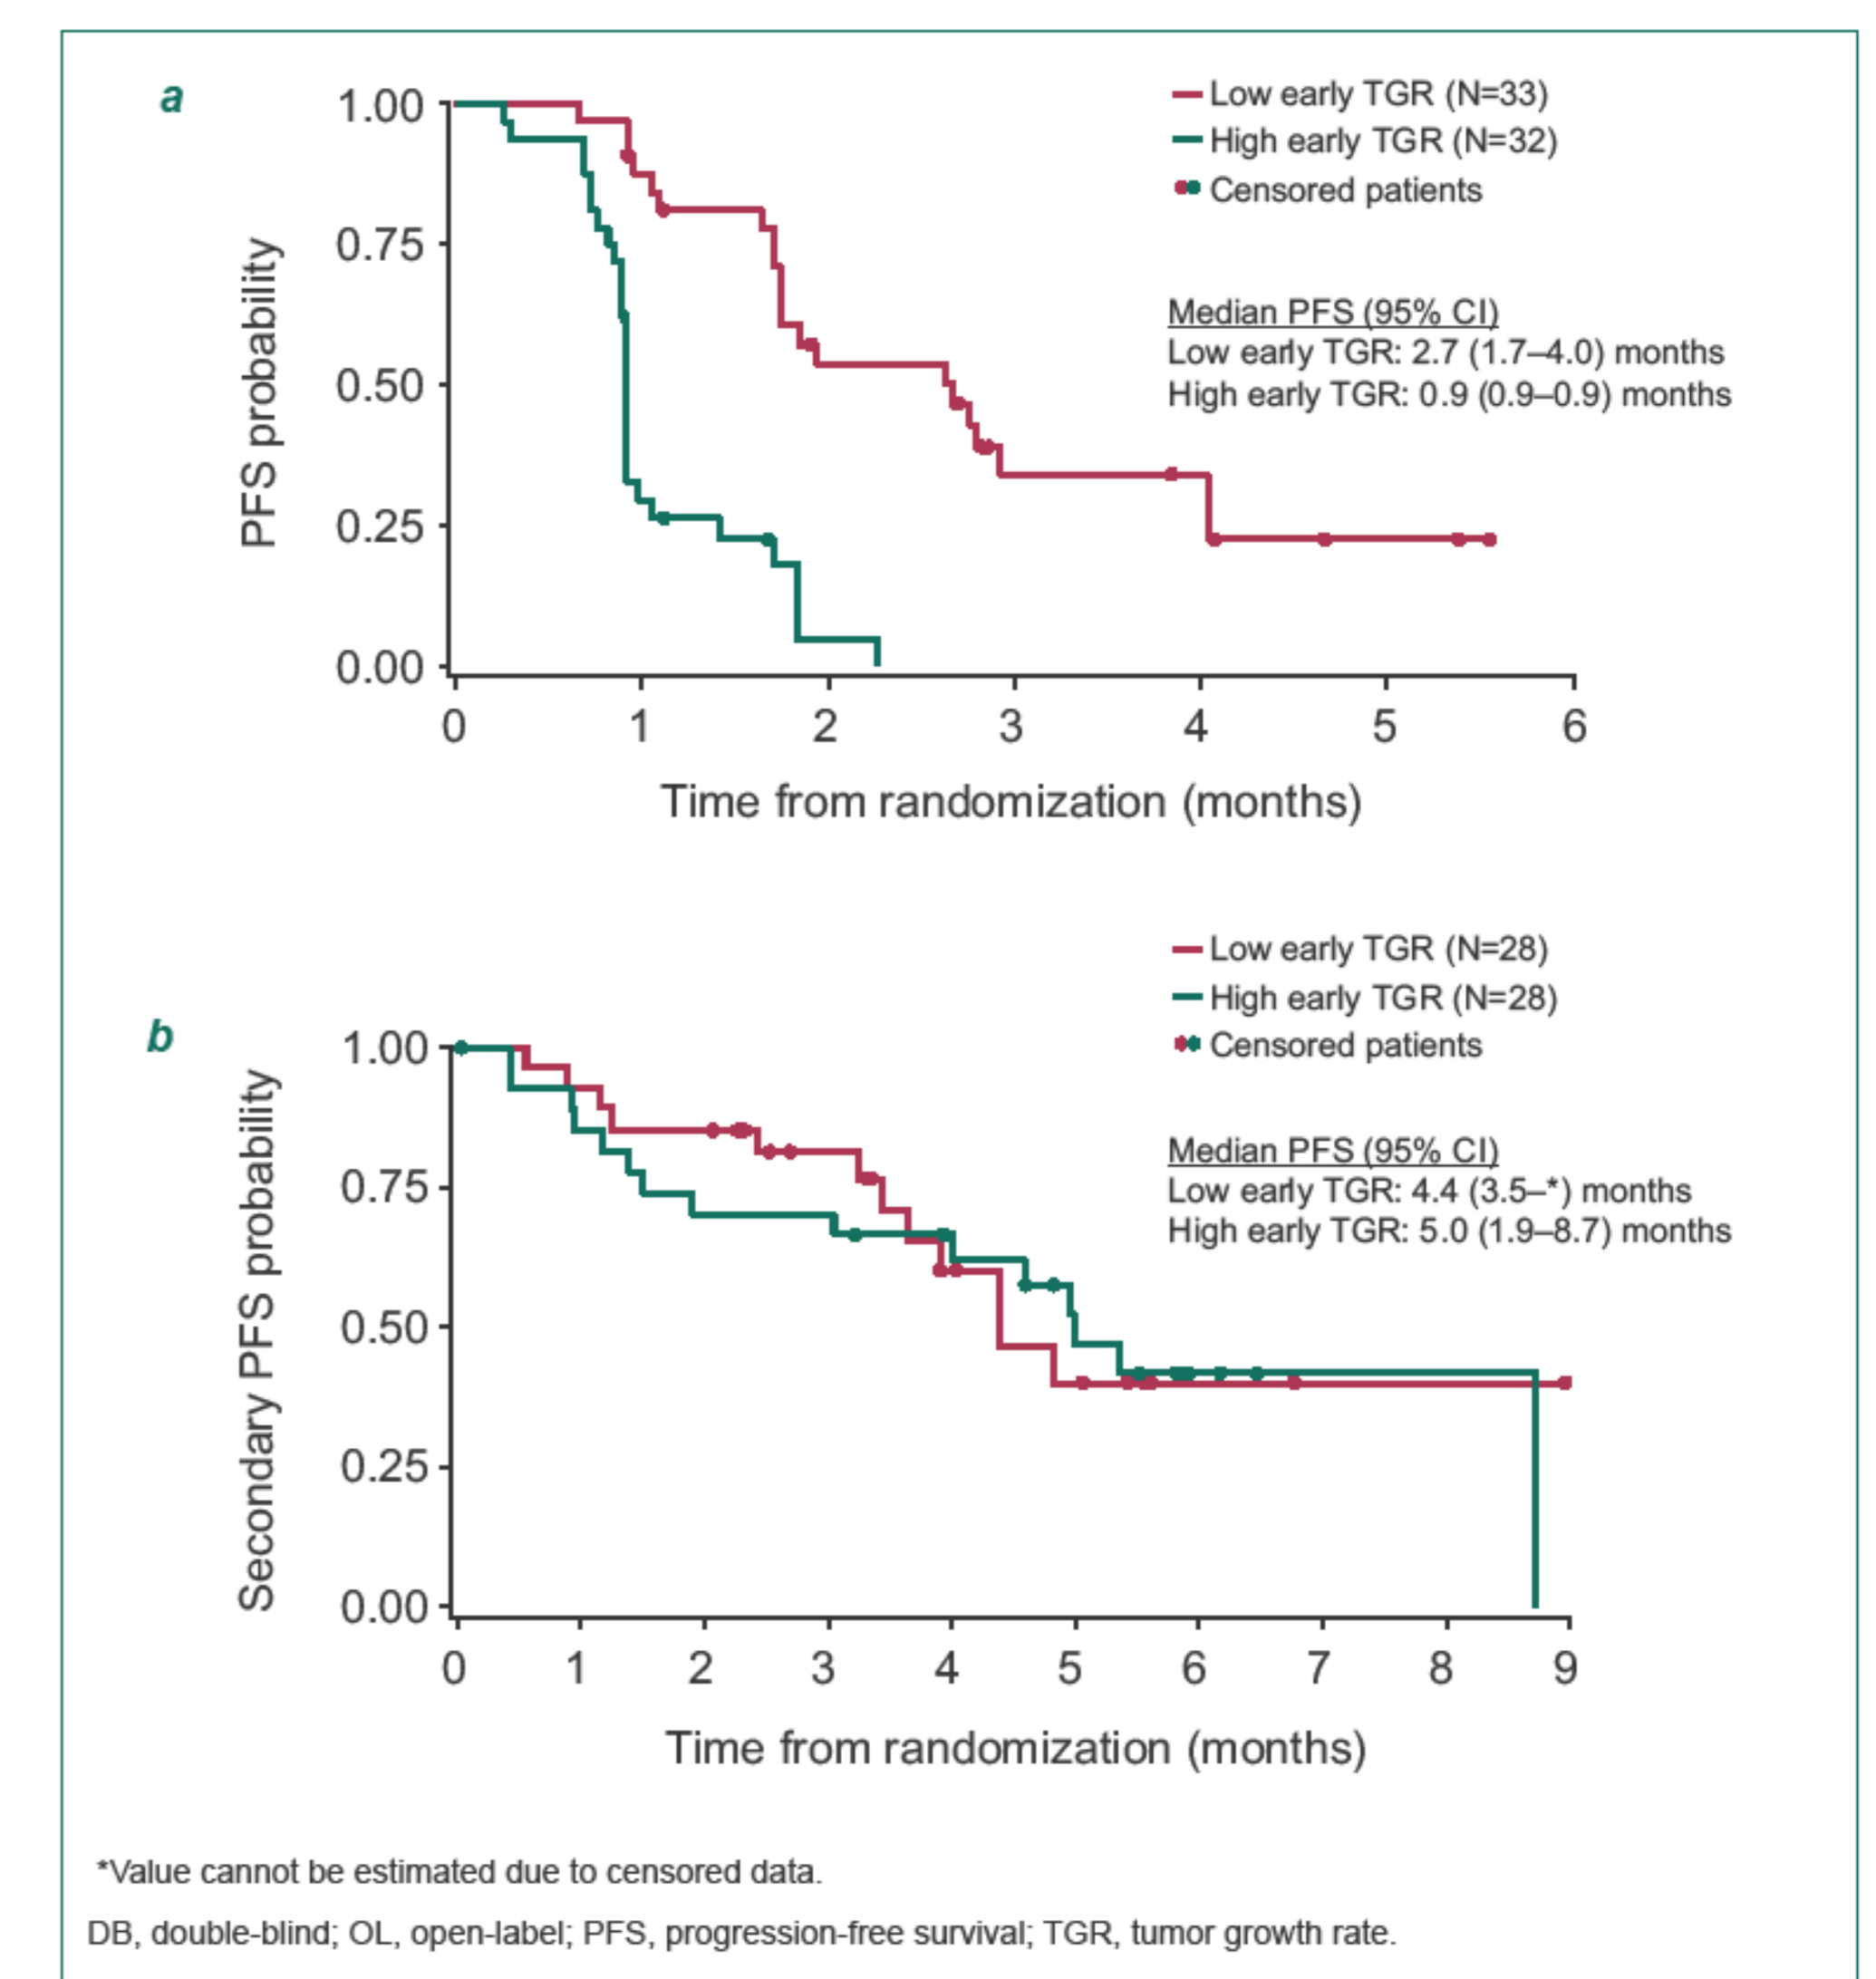 a
Low early TGR (N=33)
High early TGR (N=32)
Censored patients
Median PFS (95% CI)
Low early TGR: 2.7 (1.7–4.0) months
High early TGR: 0.9 (0.9–0.9) months
PFS probability
1.00
0.75
0.50
0.25
0.00
0 1 2 3 4 5 6
Time from randomization (months)
b
Low early TGR (N=28)
High early TGR (N=28)
Censored patients
Median PFS (95% CI)
Low early TGR: 4.4 (3.5–*) months
High early TGR: 5.0 (1.9–8.7) months
Secondary PFS probability
1.00
0.75
0.50
0.25
0.00
0 1 2 3 4 5 6 7 8 9
Time from randomization (months)
*Value cannot be estimated due to censored data.
DB, double-blind; OL, open-label; PFS, progression-free survival; TGR, tumor growth rate.